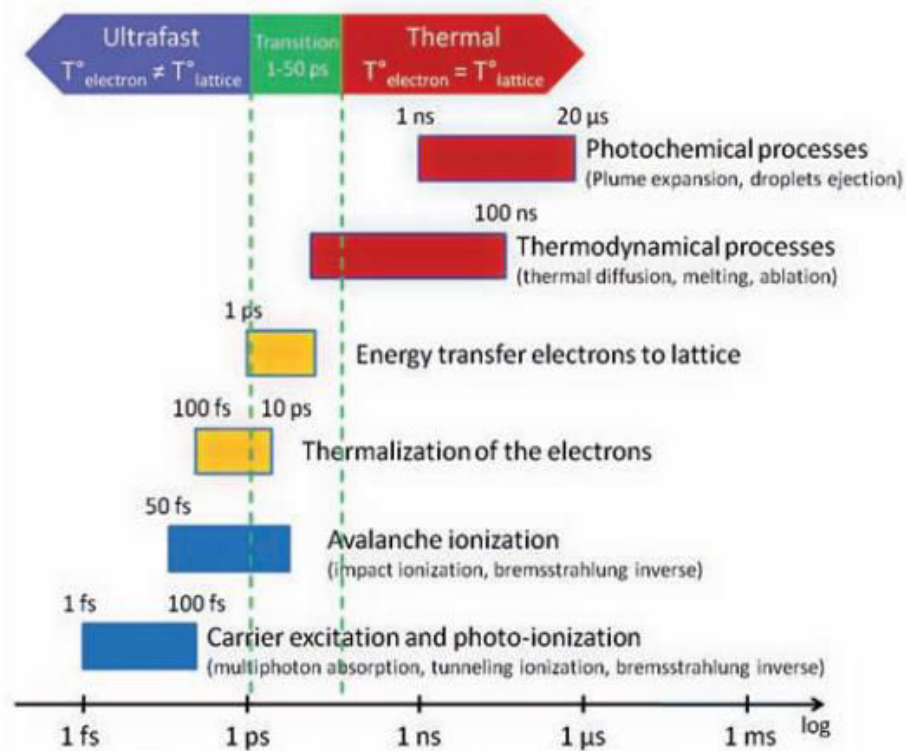 Ultrafast
T°electron ≠ T°lattice
Transition
1-50 ps
Thermal
T°electron = T°lattice
1 ns
20 µs
Photochemical processes
(Plume expansion, droplets ejection)
100 ns
Thermodynamical processes
(thermal diffusion, melting, ablation)
1 ps
Energy transfer electrons to lattice
100 fs
10 ps
Thermalization of the electrons
50 fs
Avalanche ionization
(impact ionization, bremsstrahlung inverse)
1 fs
100 fs
Carrier excitation and photo-ionization
(multiphoton absorption, tunneling ionization, bremsstrahlung inverse)
log
1 fs
1 ps
1 ns
1 µs
1 ms